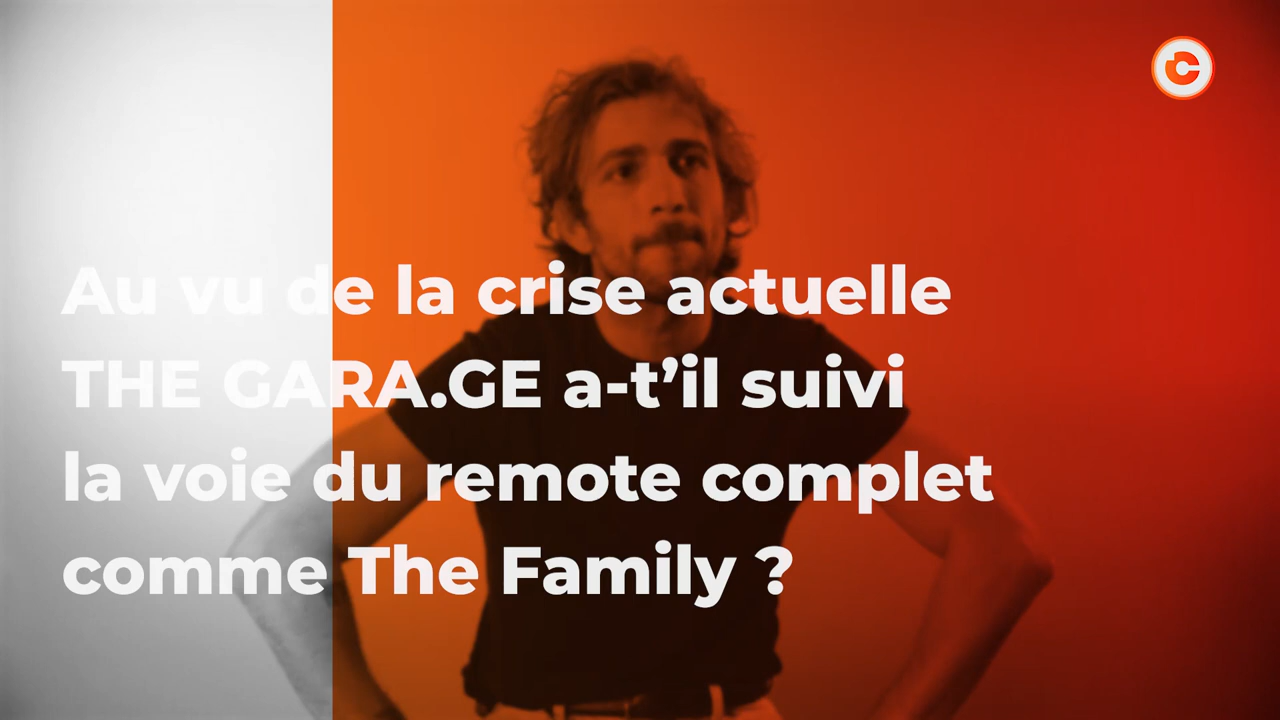 Au vu de la crise actuelle
THE GARA.GE a-t’il suivi
la voie du remote complet
comme The Family ?